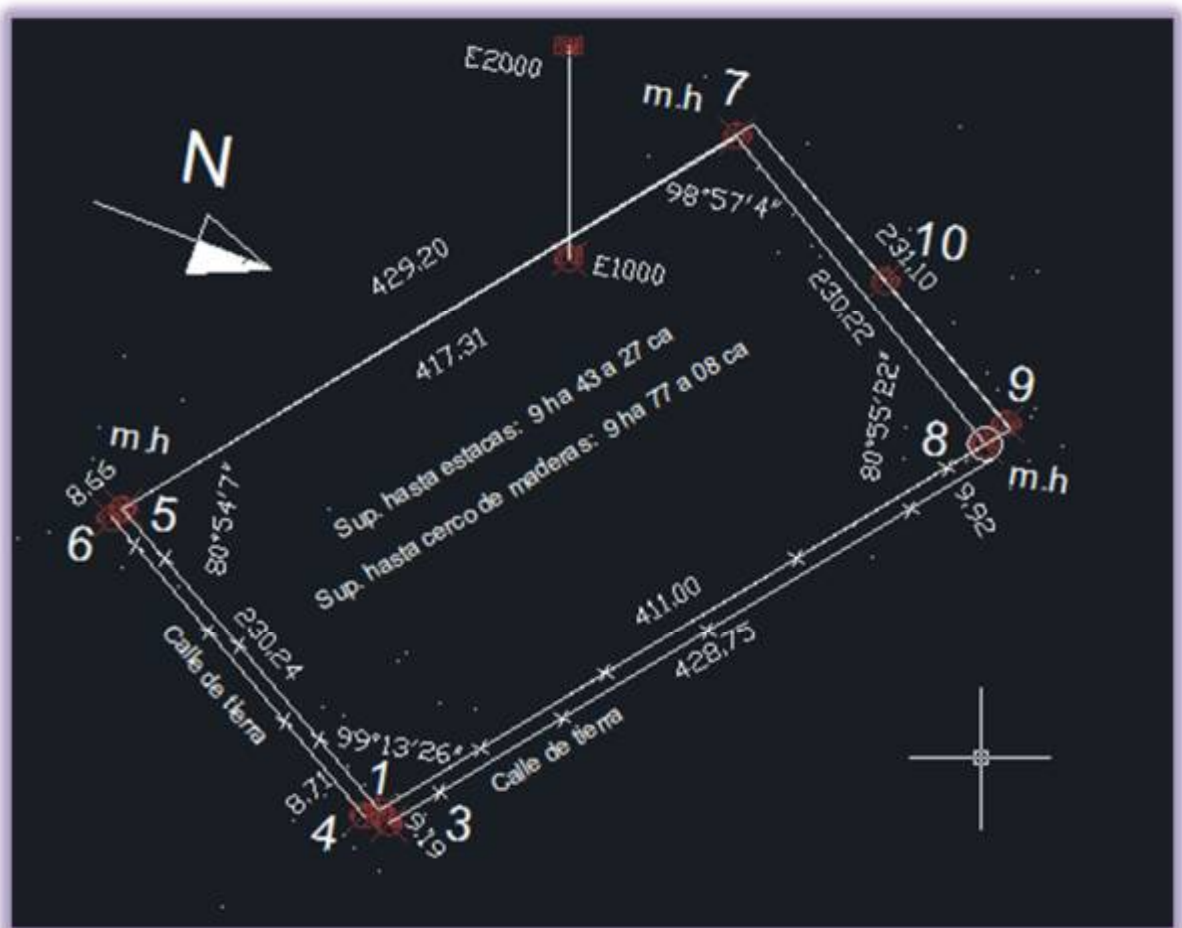 E2000
m.h 7
N
98°57'4"
10
231,10
429.20
E1000
230,22
417.31
9
80°55'22"
8
m.h
9,92
Sup. hasta estacas: 9 ha 43 a 27 ca
Sup. hasta cerco de maderas: 9 ha 77 a 08 ca
m.h
8.66
5
6
80°54'7"
411.00
428,75
230,24
Calle de tierra
99°13'26"
Calle de tierra
1
8.71
4
9,19
3